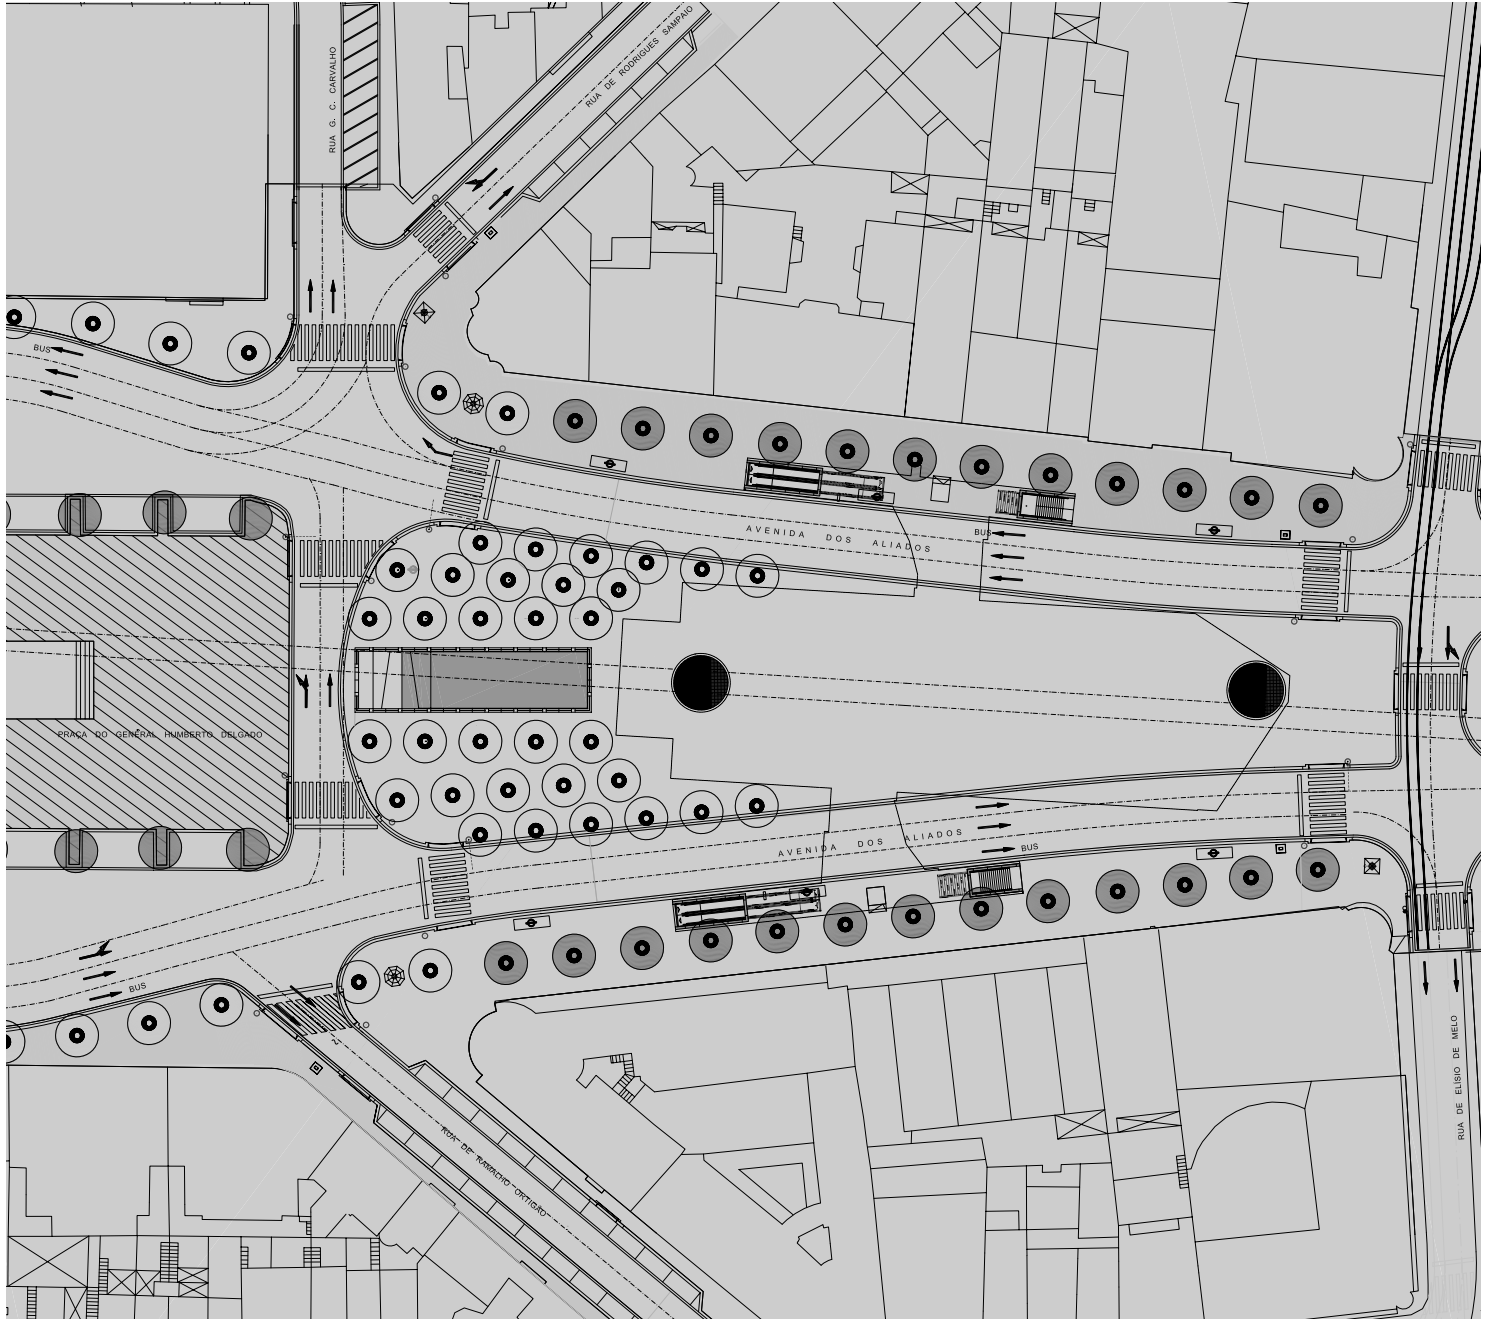 RUA G. C. CARVALHO
RUA DE RODRIGUES SAMPAIO
BUS
AVENIDA DOS ALIADOS
BUS
PRAÇA DO GENERAL HUMBERTO DELGADO
AVENIDA DOS ALIADOS
BUS
BUS
RUA DE RAMALHO ORTIGÃO
RUA DE ELÍSIO DE MELO